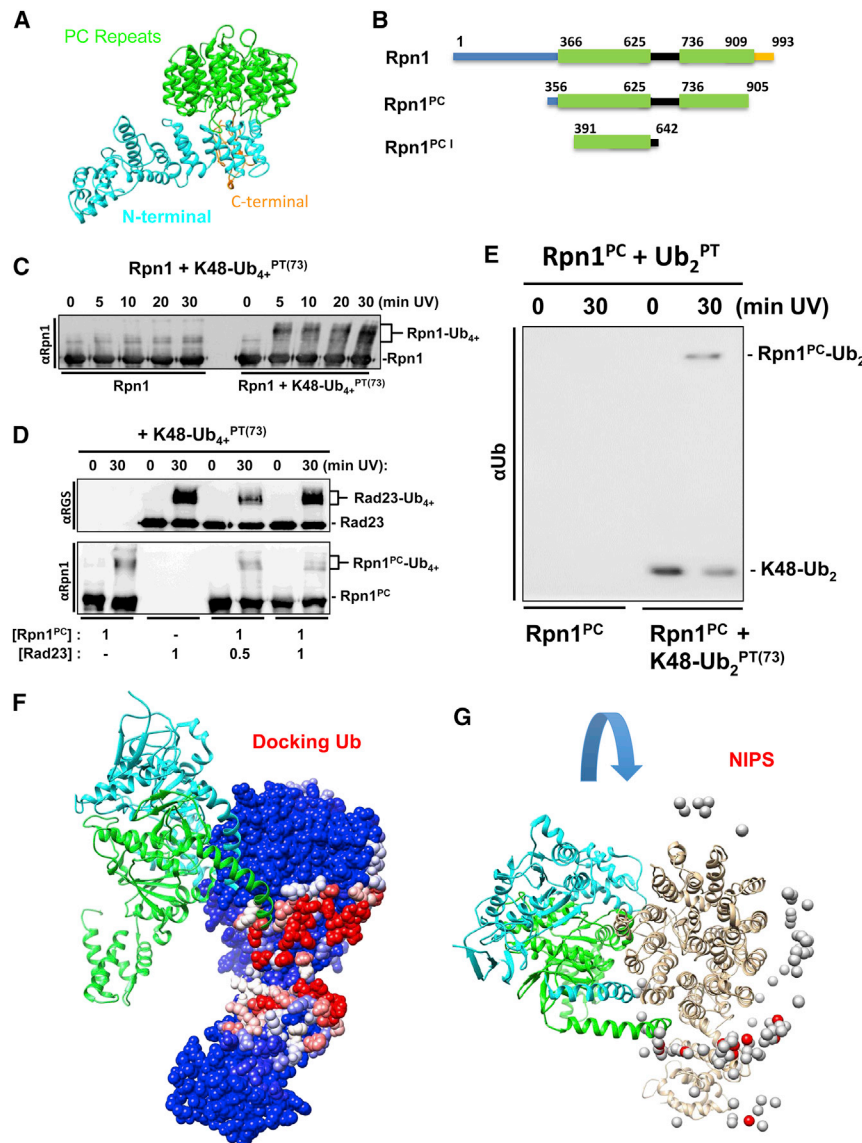 A
PC Repeats
N-terminal
C-terminal
B
1 366 625 736 909 993
Rpn1
356 625 736 905
Rpn1PC
391 642
Rpn1PC I
C
Rpn1 + K48-Ub4+PT(73)
0 5 10 20 30 0 5 10 20 30 (min UV)
αRpn1
Rpn1-Ub4+
-Rpn1
Rpn1 Rpn1 + K48-Ub4+PT(73)
D
+ K48-Ub4+PT(73)
0 30 0 30 0 30 0 30 (min UV):
αRGS
Rad23-Ub4+
- Rad23
αRpn1
Rpn1PC-Ub4+
- Rpn1PC
[Rpn1PC] : 1 - 1 1
[Rad23] : - 1 0.5 1
E
Rpn1PC + Ub2PT
0 30 0 30 (min UV)
αUb
- Rpn1PC-Ub2
- K48-Ub2
Rpn1PC
Rpn1PC +
K48-Ub2PT(73)
F
Docking Ub
G
NIPS